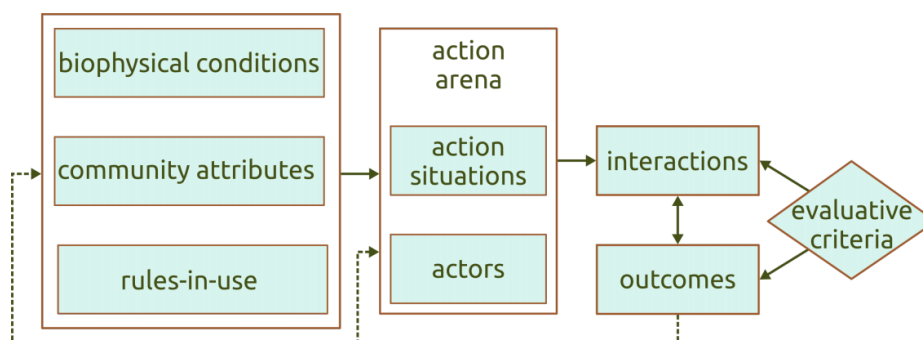 biophysical conditions
community attributes
rules-in-use
action
arena
action
situations
actors
interactions
outcomes
evaluative
criteria